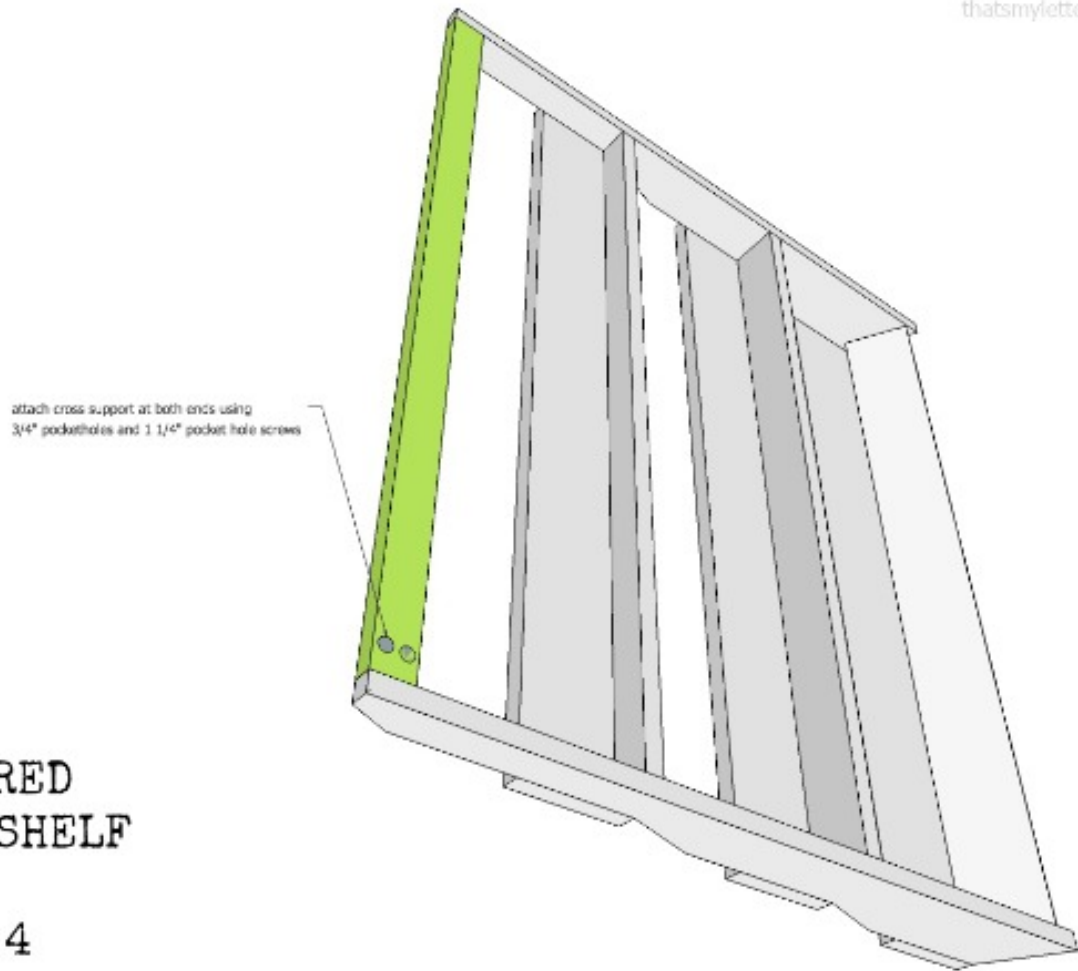 thatsmylette
attach cross support at both ends using
3/4" pocketholes and 1 1/4" pocket hole screws
RED
SHELF
4